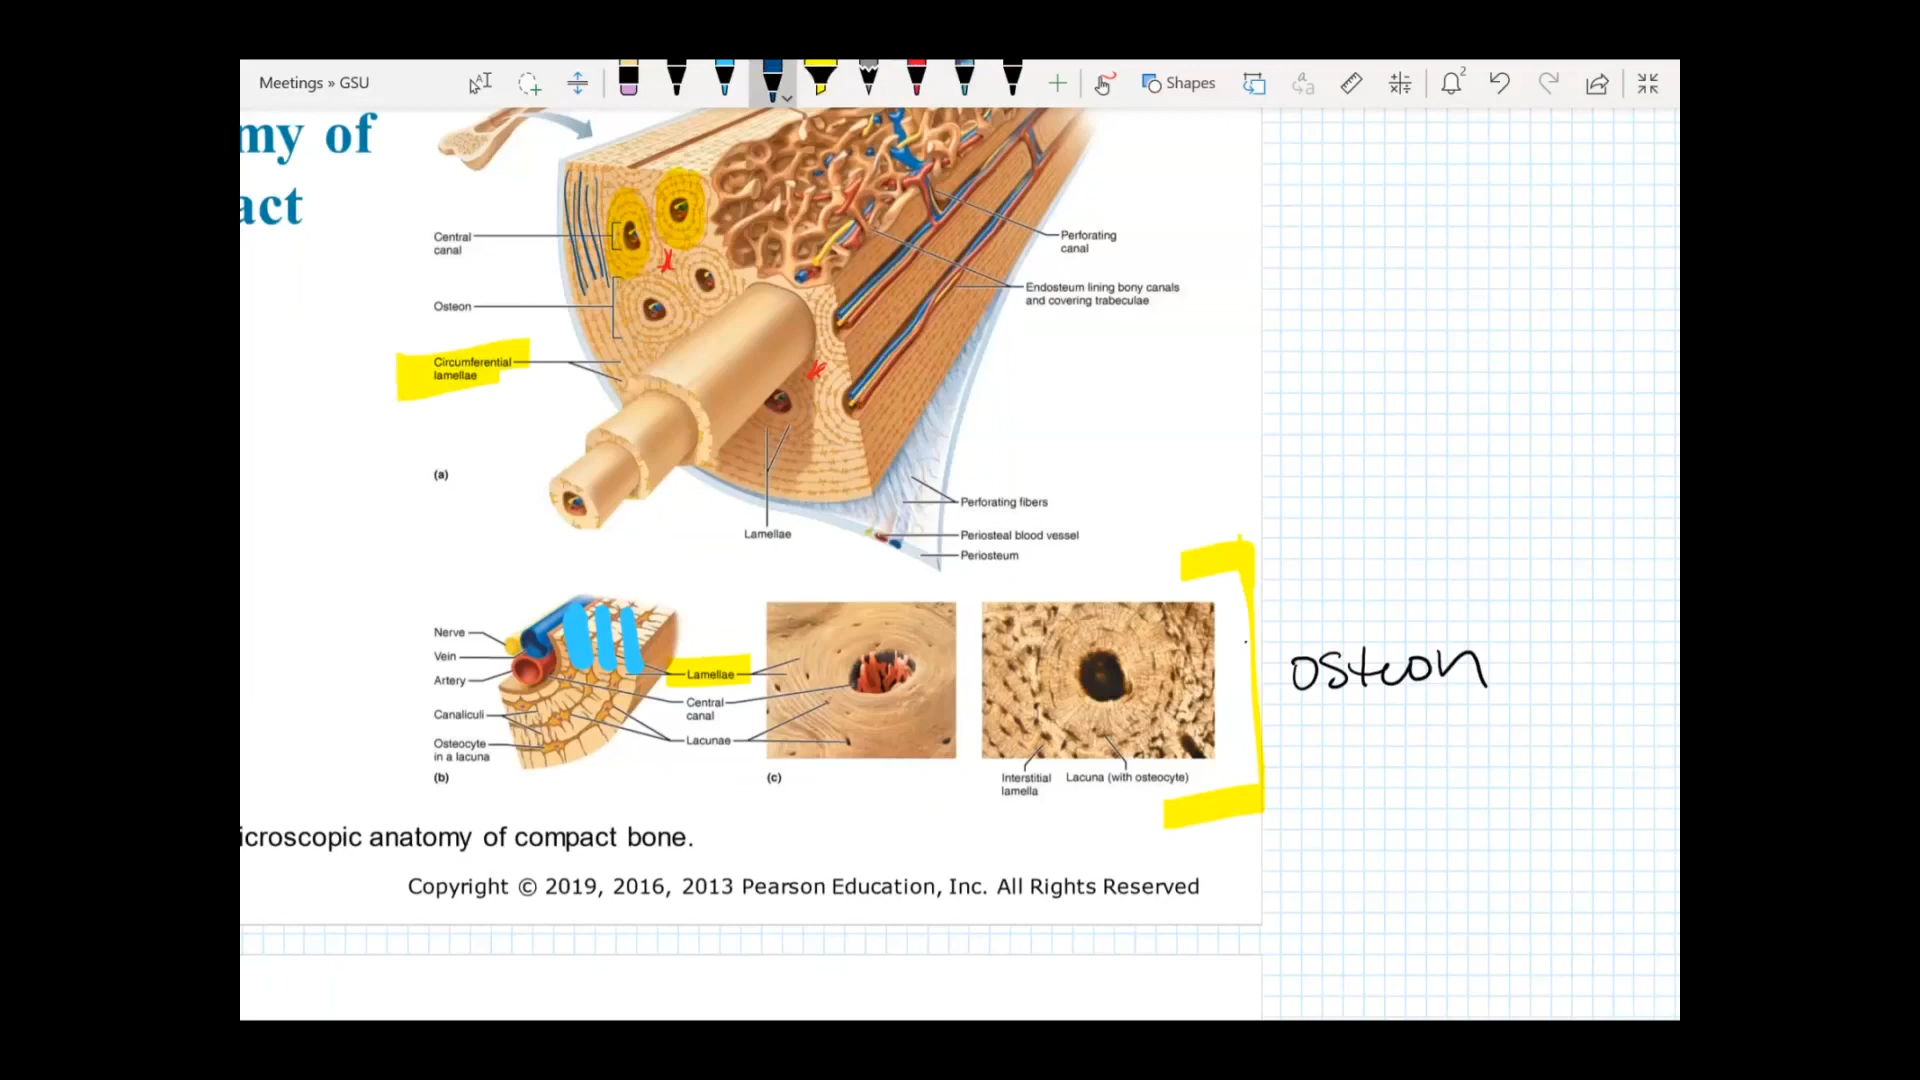 Meetings » GSU
Shapes
2
my of
act
Central
canal
Osteon
Circumferential
lamellae
(a)
Perforating
canal
Endosteum lining bony canals
and covering trabeculae
Lamellae
Perforating fibers
Periosteal blood vessel
Periosteum
Nerve
Vein
Artery
Canaliculi
Osteocyte
in a lacuna
(b)
Lamellae
Central
canal
Lacunae
(c)
Interstitial
lamella
Lacuna (with osteocyte)
osteon
icroscopic anatomy of compact bone.
Copyright © 2019, 2016, 2013 Pearson Education, Inc. All Rights Reserved